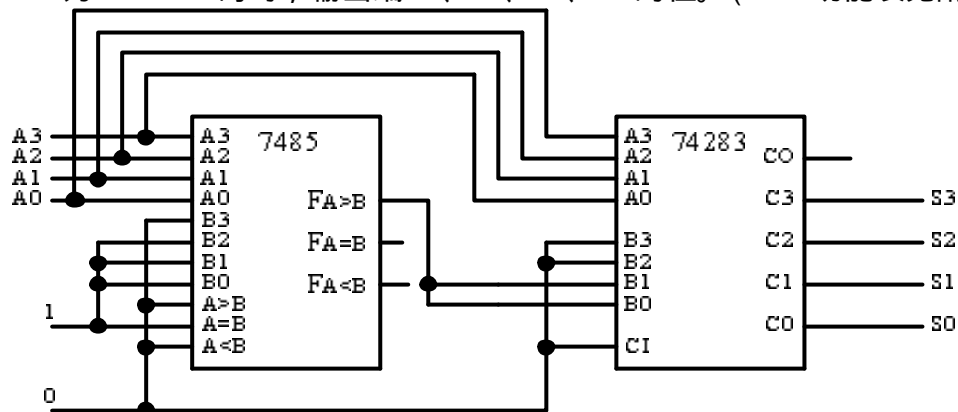 A3
A2
A1
A0
1
0
7485
A3
A2
A1
A0
B3
B2
B1
B0
A>B
A=B
A<B
FA>B
FA=B
FA<B
74283
A3
A2
A1
A0
B3
B2
B1
B0
CI
CO
C3
C2
C1
C0
S3
S2
S1
S0